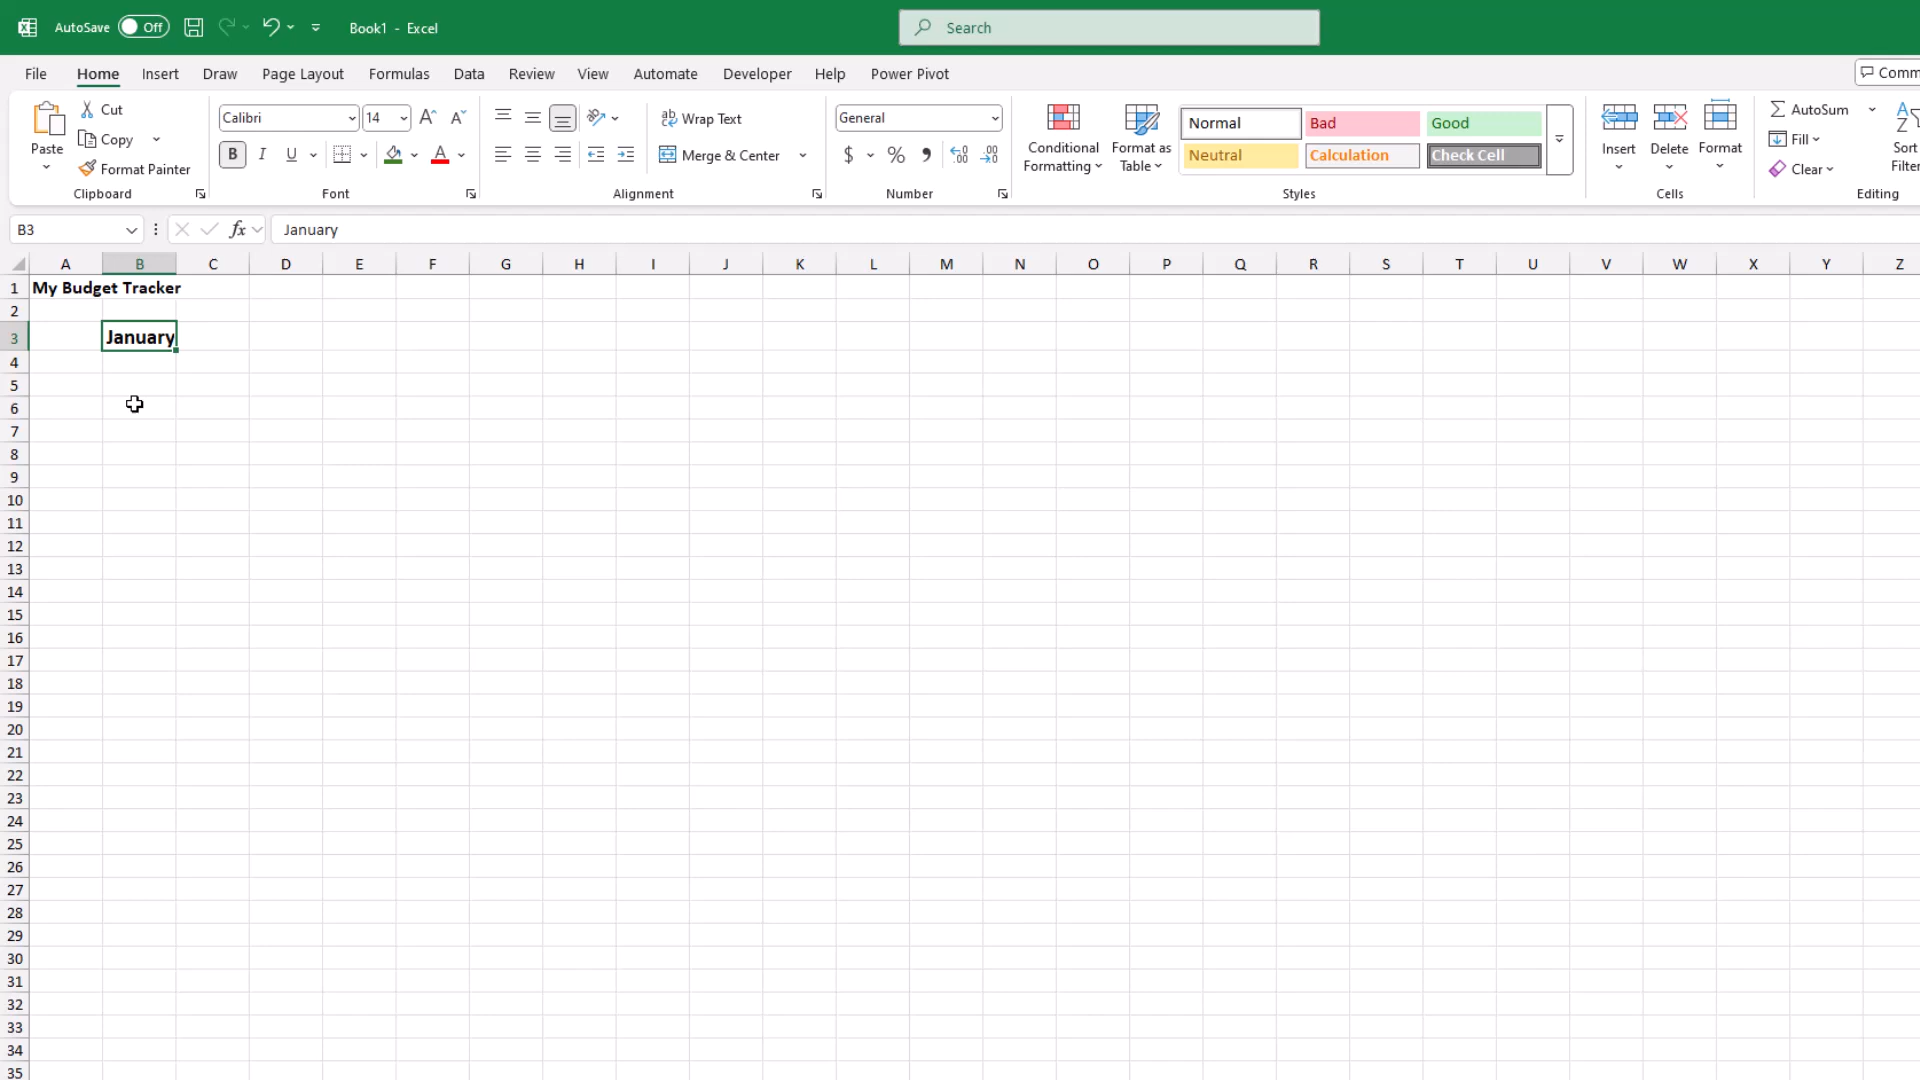 AutoSave Off Book1 - Excel Search
File Home Insert Draw Page Layout Formulas Data Review View Automate Developer Help Power Pivot Comm
Paste Cut Copy Format Painter Clipboard
Calibri 14 A A B I U A Font
Wrap Text Merge & Center Alignment
General $ % , Number
Conditional Formatting Format as Table
Normal Bad Good
Neutral Calculation Check Cell
Styles
Insert Delete Format Cells
AutoSum Fill Clear Sort Filter Editing
B3 fx January
A B C D E F G H I J K L M N O P Q R S T U V W X Y Z
1 My Budget Tracker
2
3 January
4
5
6
7
8
9
10
11
12
13
14
15
16
17
18
19
20
21
22
23
24
25
26
27
28
29
30
31
32
33
34
35